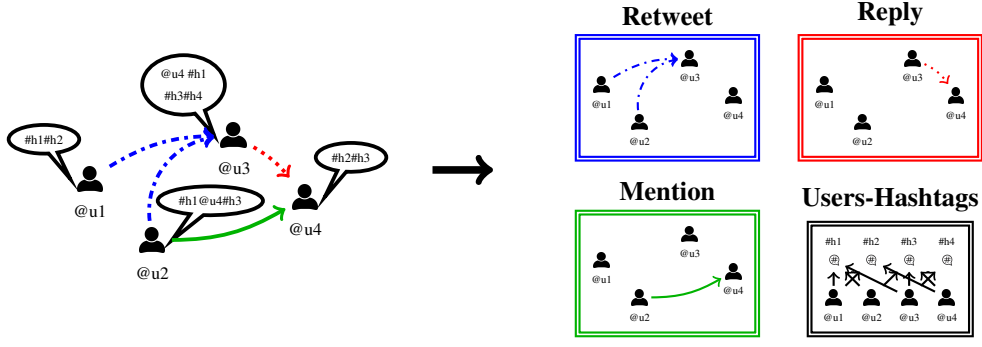 @u4 #h1
#h3#h4
#h1#h2
@u3
#h2#h3
@u1
#h1@u4#h3
@u4
@u2
Retweet
@u3
@u1
@u4
@u2
Reply
@u3
@u1
@u4
@u2
Mention
@u3
@u1
@u4
@u2
Users-Hashtags
#h1 #h2 #h3 #h4
# # # #
@u1 @u2 @u3 @u4